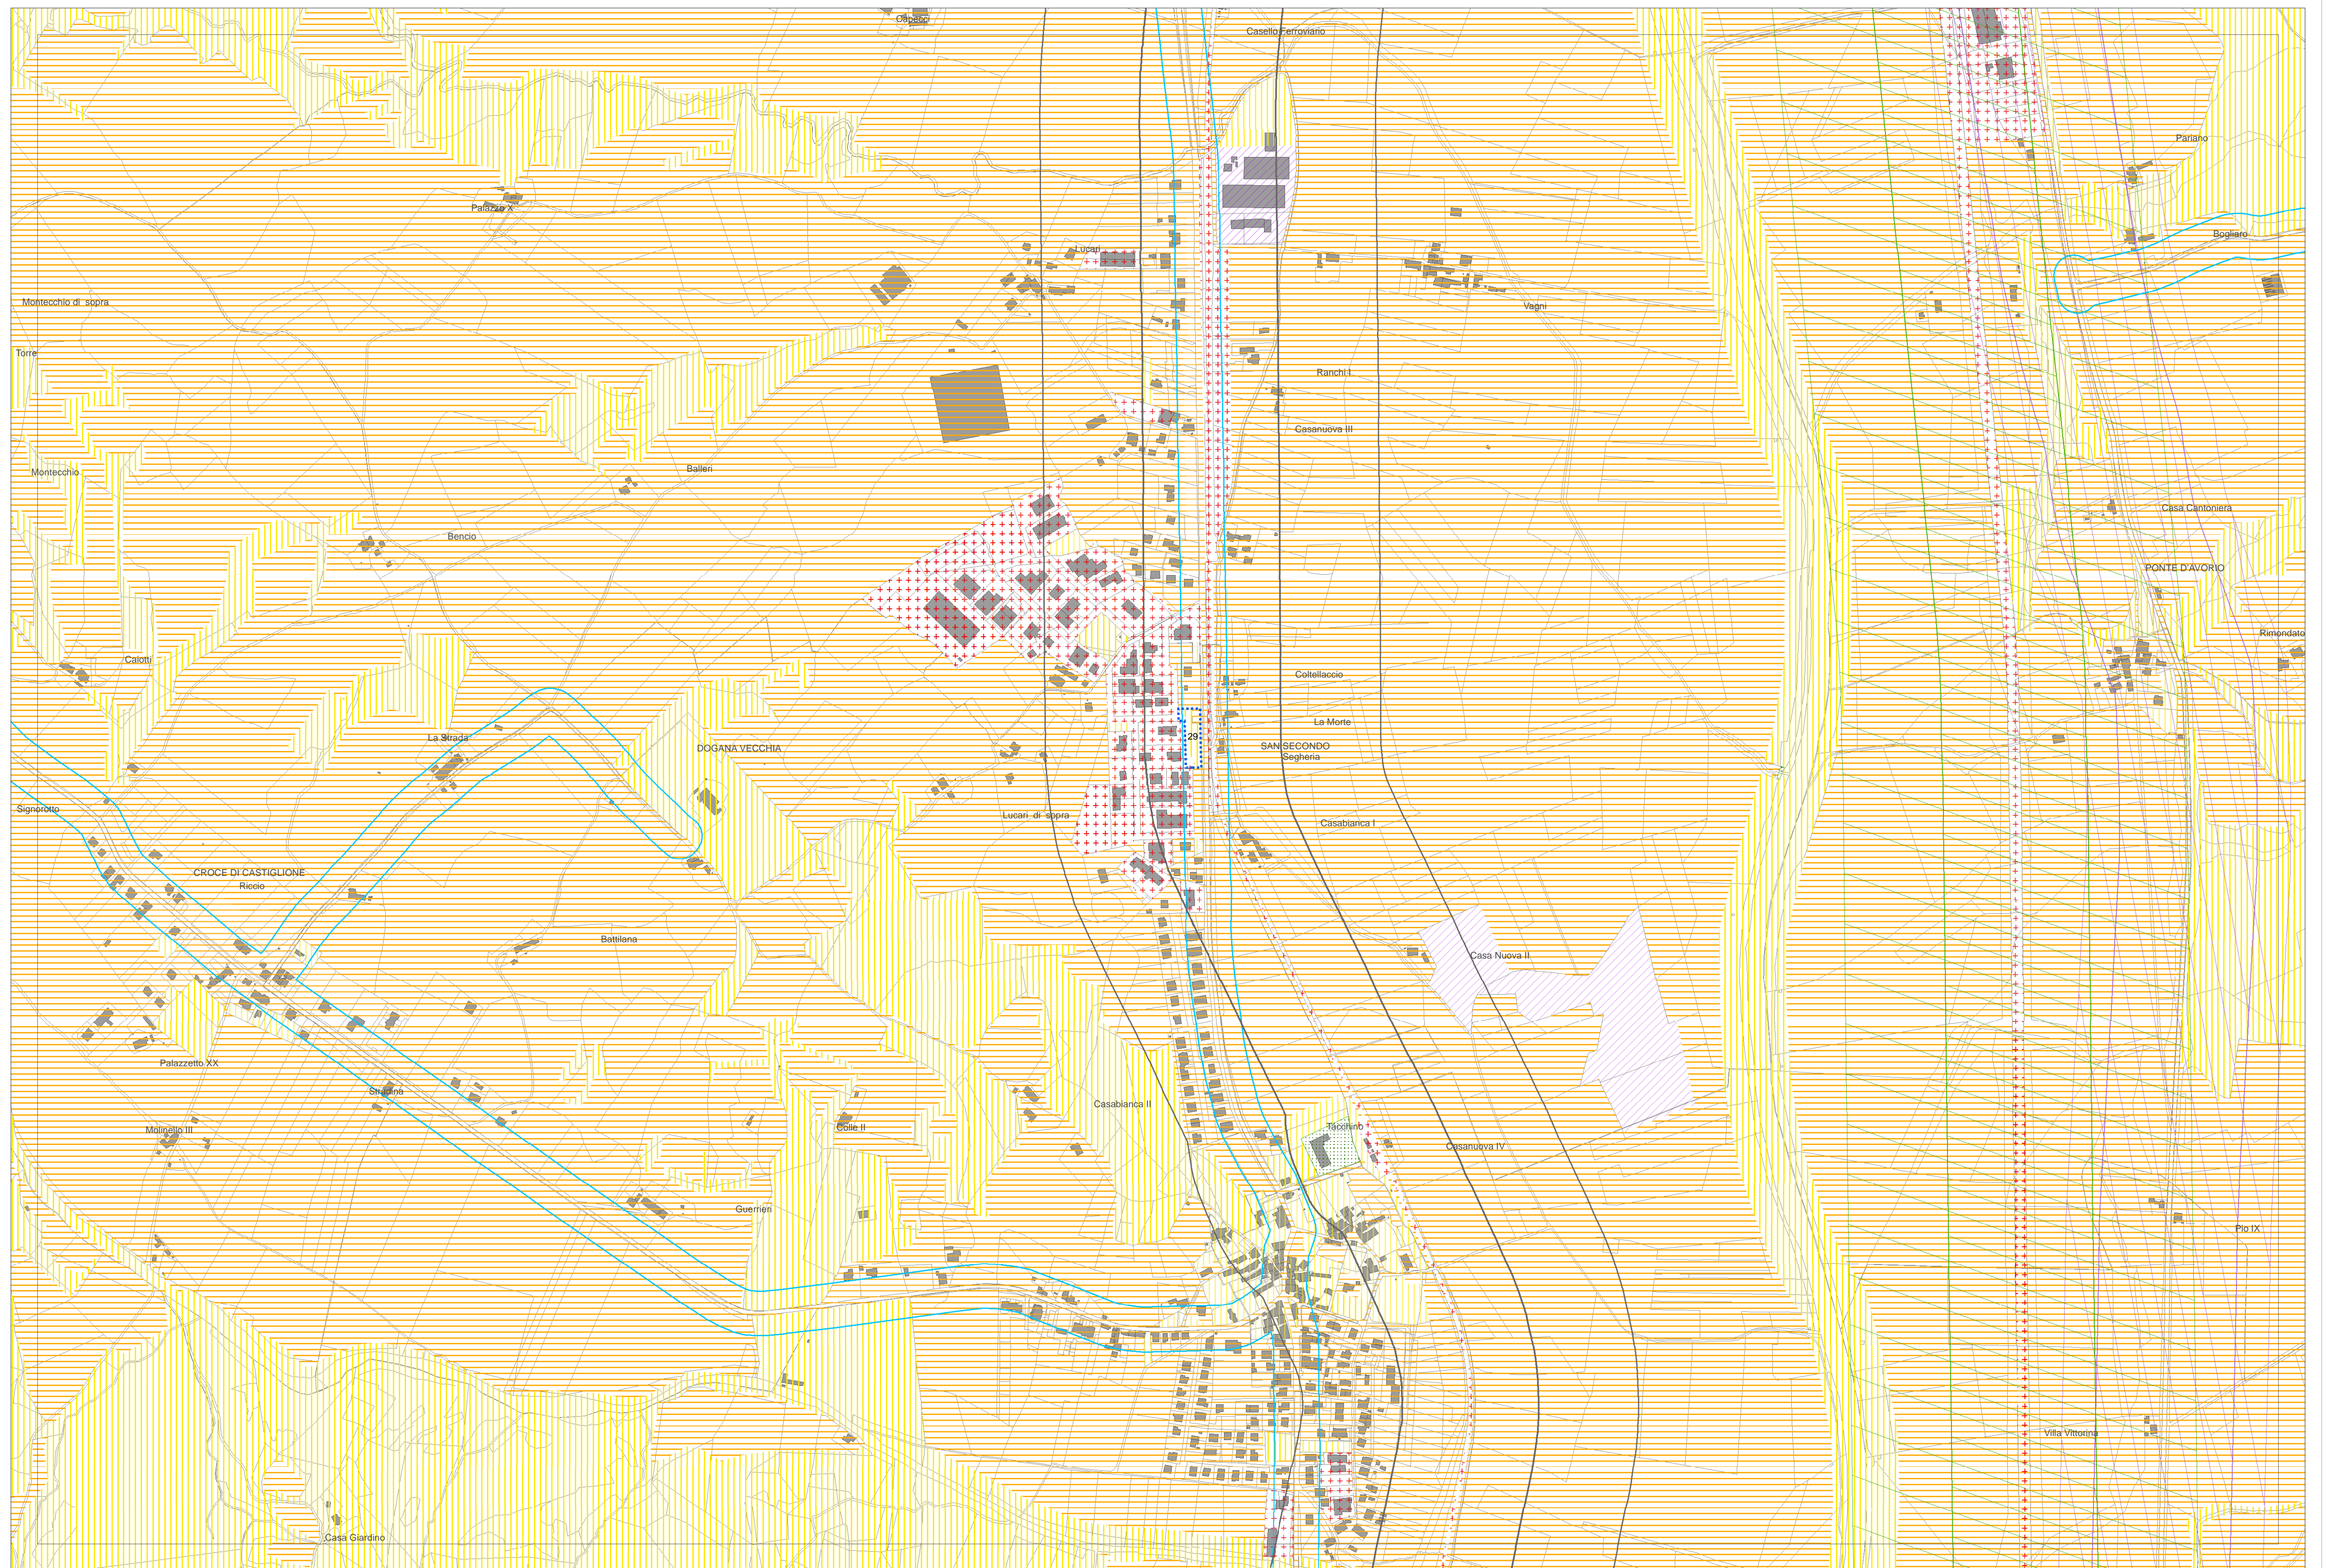 Capecci
Casello Ferroviario
Pariano
Palazzo X
Bogliaro
Lucari
Montecchio di sopra
Vagni
Torre
Ranchi I
Casanuova III
Balleri
Montecchio
Casa Cantoniera
Bencio
PONTE D'AVORIO
Rimondato
Calotti
Coltellaccio
La Morte
29
La Strada
DOGANA VECCHIA
SAN SECONDO
Segheria
Signorotto
Lucari di sopra
Casabianca I
CROCE DI CASTIGLIONE
Riccio
Battilana
Casa Nuova II
Palazzetto XX
Stradina
Casabianca II
Molinello III
Colle II
Tacchino
Casanuova IV
Guerrieri
Pio IX
Villa Vittorina
Casa Giardino